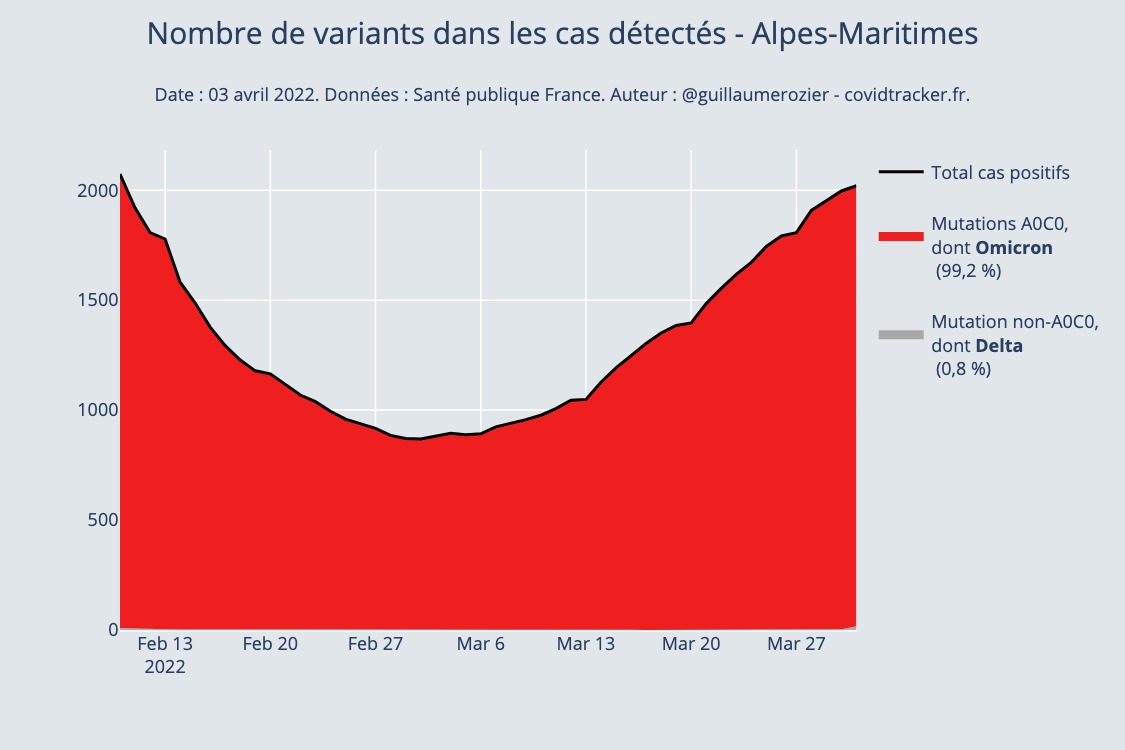 Nombre de variants dans les cas détectés - Alpes-Maritimes
Date : 03 avril 2022. Données : Santé publique France. Auteur : @guillaumerozier - covidtracker.fr.
2000
1500
1000
500
0
Feb 13
2022
Feb 20
Feb 27
Mar 6
Mar 13
Mar 20
Mar 27
Total cas positifs
Mutations A0C0,
dont Omicron
(99,2 %)
Mutation non-A0C0,
dont Delta
(0,8 %)